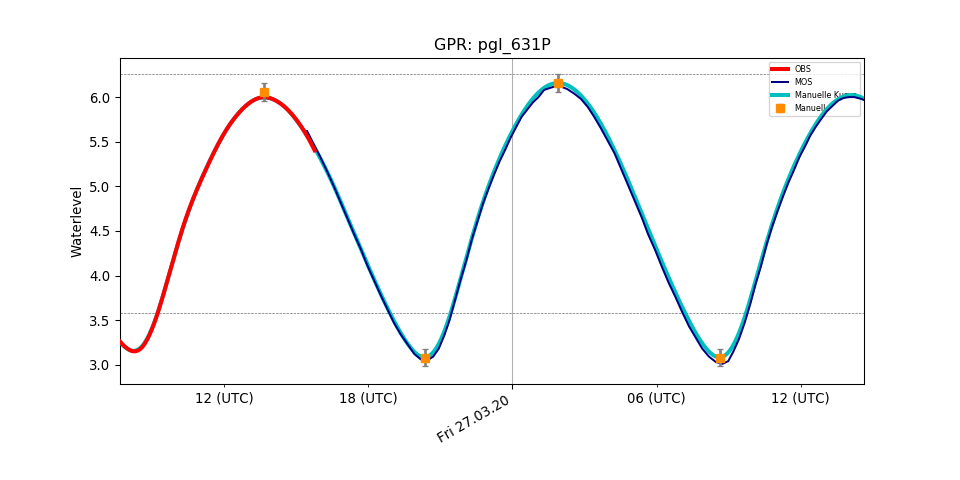 GPR: pgl_631P
OBS
MOS
Manuelle
Manuell
Waterlevel
6.0
5.5
5.0
4.5
4.0
3.5
3.0
12 (UTC)
18 (UTC)
Fri 27.03.20
06 (UTC)
12 (UTC)